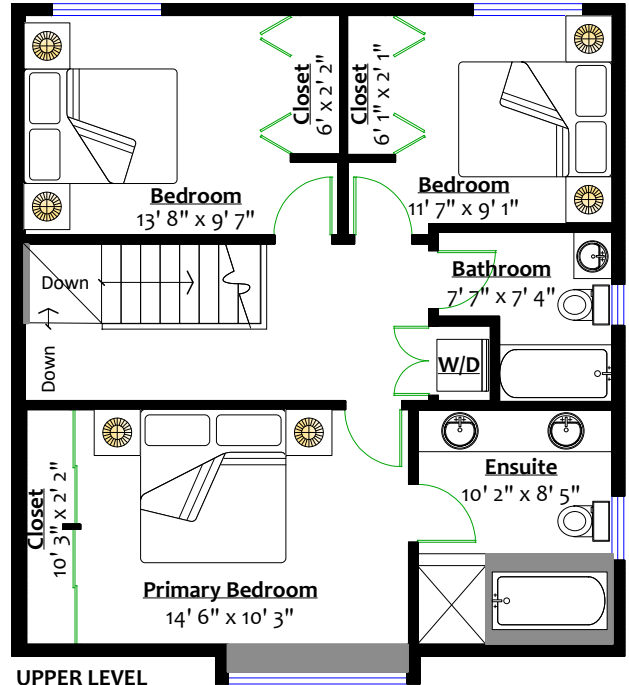 Closet
6' x 2' 2"
Closet
6' 1" x 2' 1"
Bedroom
13' 8" x 9' 7"
Bedroom
11' 7" x 9' 1"
Down
Down
Bathroom
7' 7" x 7' 4"
W/D
Closet
10' 3" x 2' 2"
Ensuite
10' 2" x 8' 5"
Primary Bedroom
14' 6" x 10' 3"
UPPER LEVEL